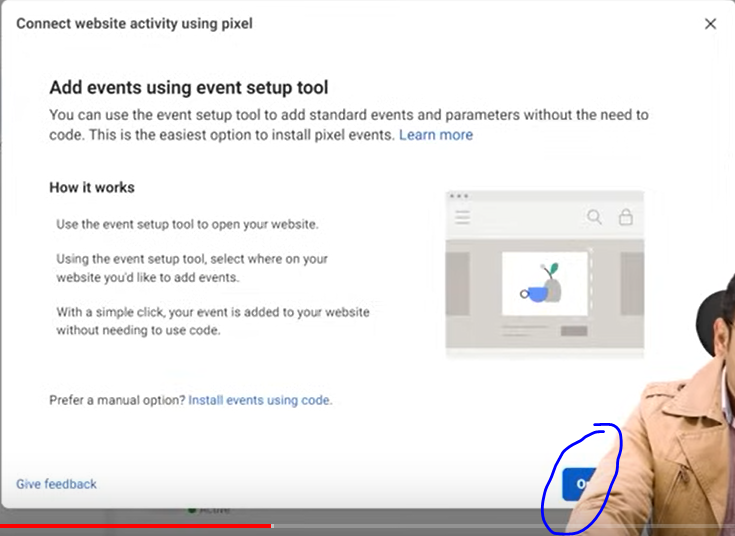 Connect website activity using pixel
Add events using event setup tool
You can use the event setup tool to add standard events and parameters without the need to
code. This is the easiest option to install pixel events. Learn more
How it works
Use the event setup tool to open your website.
Using the event setup tool, select where on your
website you'd like to add events.
With a simple click, your event is added to your website
without needing to use code.
Prefer a manual option? Install events using code.
Give feedback
Active